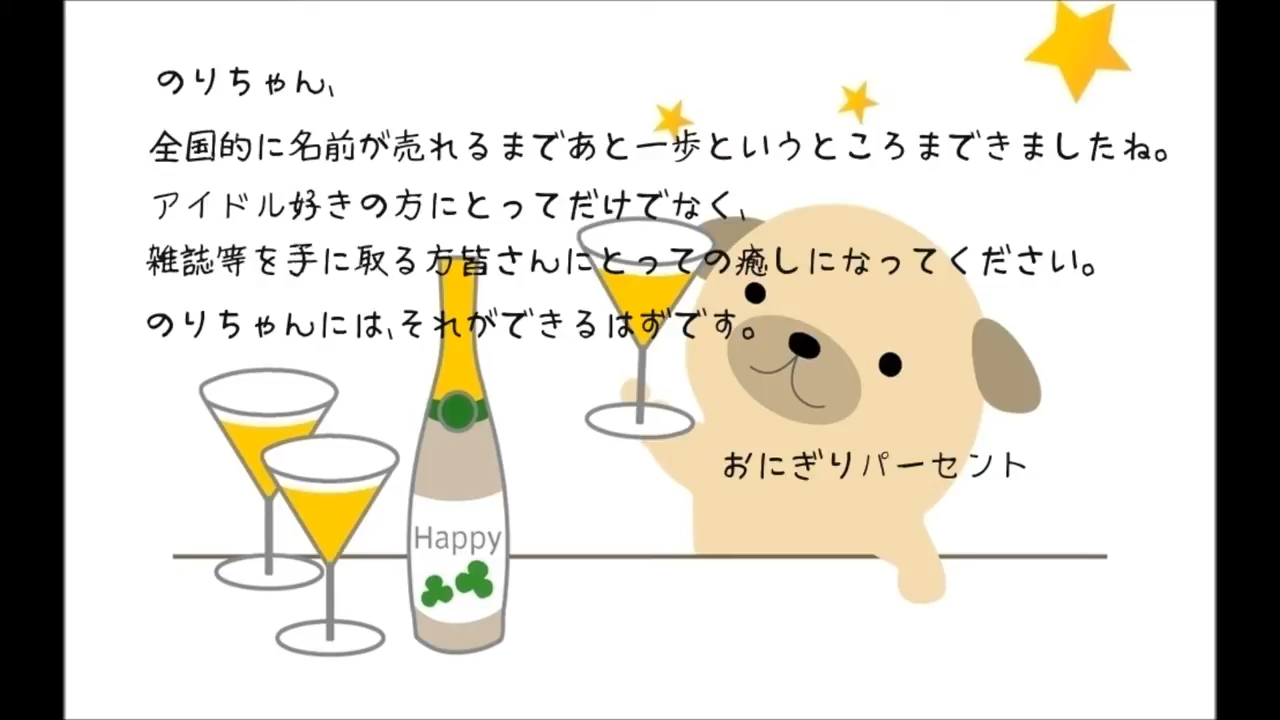 のりちゃん、
全国的に名前が売れるまであと一歩というところまできましたね。
アイドル好きの方にとってだけでなく、
雑誌等を手に取る方皆さんにとっての癒しになってください。
のりちゃんには、それができるはずです。
おにぎりパーセント
Happy